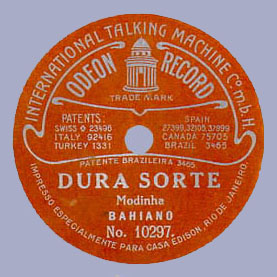 INTERNATIONAL TALKING MACHINE Co m.b.H.
ODEON RECORD
TRADE MARK
PATENTS:
SWISS 23496
ITALY 92416
TURKEY 1331
SPAIN
27399,32105,37899
CANADA 75705
BRAZIL 3465
PATENTE BRAZILEIRA 3465
DURA SORTE
Modinha
BAHIANO
No. 10297.
IMPRESSO ESPECIALMENTE PARA CASA EDISON, RIO DE JANEIRO.